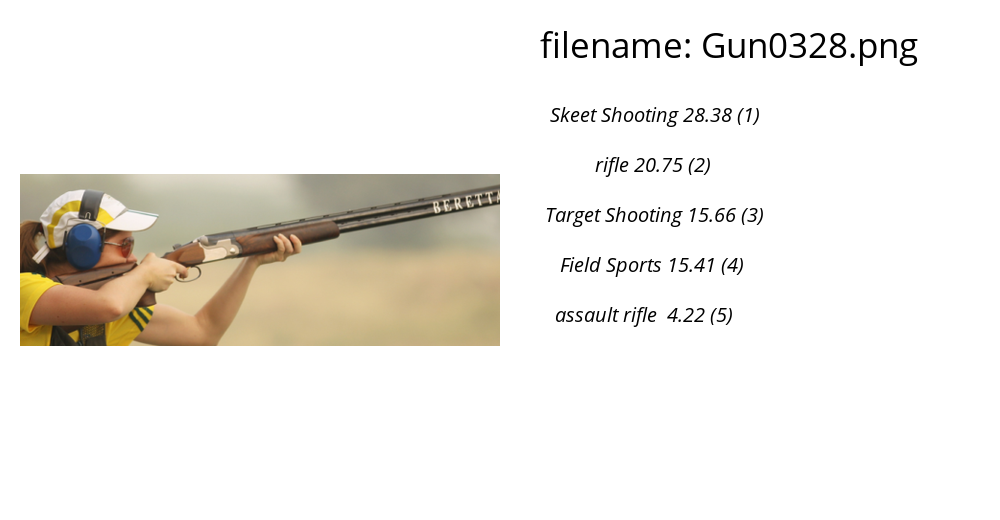 filename: Gun0328.png
Skeet Shooting 28.38 (1)
rifle 20.75 (2)
Target Shooting 15.66 (3)
Field Sports 15.41 (4)
assault rifle  4.22 (5)
BERETTA